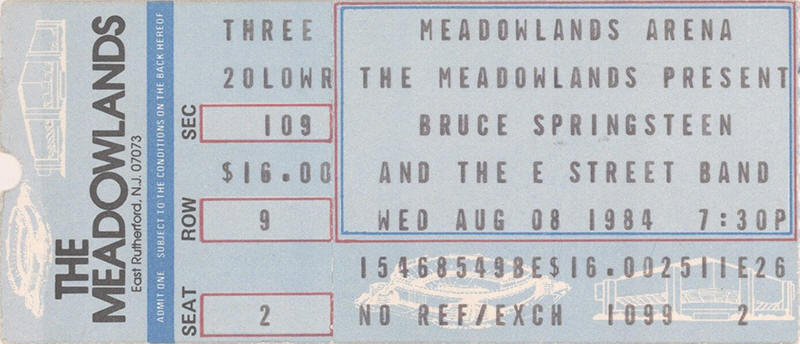 THE
MEADOWLANDS
East Rutherford, N.J. 07073
ADMIT ONE · SUBJECT TO THE CONDITIONS ON THE BACK HEREOF
THREE
20LOWR
SEC
109
$16.00
ROW
9
SEAT
2
MEADOWLANDS ARENA
THE MEADOWLANDS PRESENT
BRUCE SPRINGSTEEN
AND THE E STREET BAND
WED AUG 08 1984 7:30P
154685498E$16.002511E26
NO REF/EXCH 1099 2